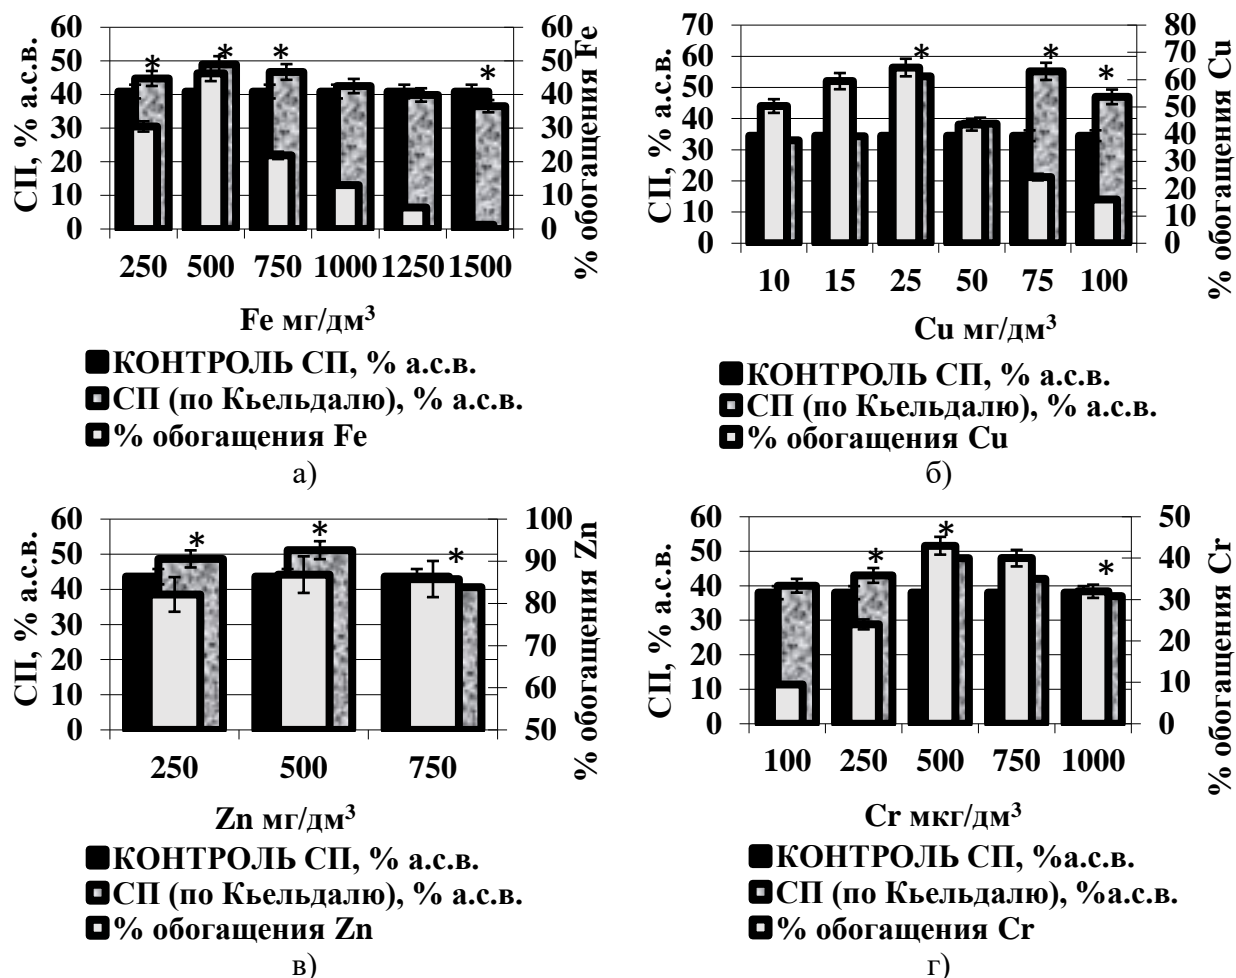 СП, % а.с.в.
60
50
40
30
20
10
0
60
50
40
30
20
10
0
% обогащения Fe
* * * *
250 500 750 1000 1250 1500
Fe мг/дм³
КОНТРОЛЬ СП, % а.с.в.
СП (по Кьельдалю), % а.с.в.
% обогащения Fe
а)
СП, % а.с.в.
70
60
50
40
30
20
10
0
80
70
60
50
40
30
20
10
0
% обогащения Cu
* * *
10 15 25 50 75 100
Cu мг/дм³
КОНТРОЛЬ СП, % а.с.в.
СП (по Кьельдалю), % а.с.в.
% обогащения Cu
б)
СП, % а.с.в.
60
50
40
30
20
10
0
100
90
80
70
60
50
% обогащения Zn
* * *
250 500 750
Zn мг/дм³
КОНТРОЛЬ СП, % а.с.в.
СП (по Кьельдалю), % а.с.в.
% обогащения Zn
в)
СП, % а.с.в.
60
50
40
30
20
10
0
50
40
30
20
10
0
% обогащения Cr
* * *
100 250 500 750 1000
Cr мкг/дм³
КОНТРОЛЬ СП, %а.с.в.
СП (по Кьельдалю), %а.с.в.
% обогащения Cr
г)